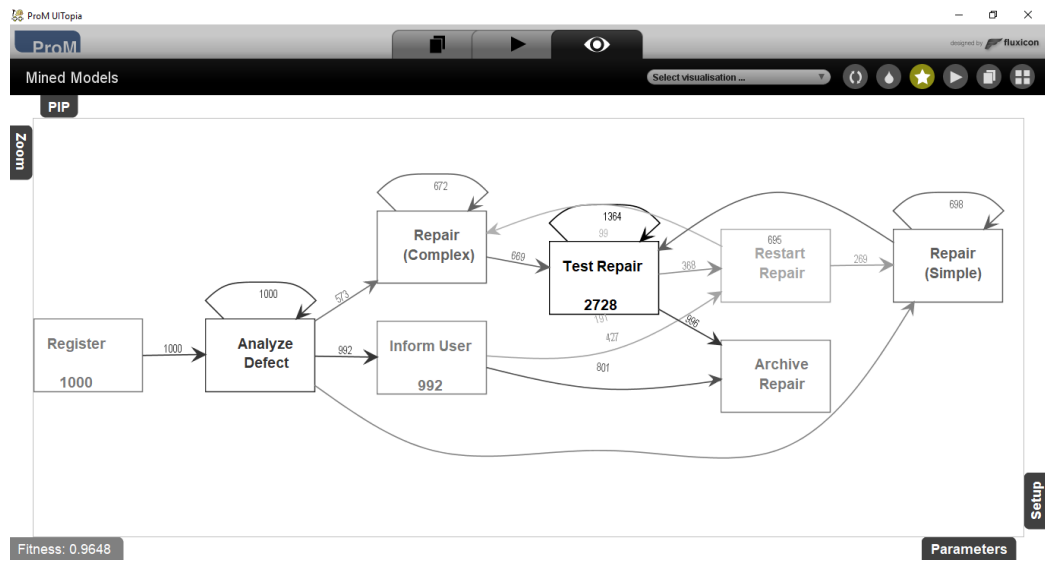 ProM UITopia
ProM
designed by fluxicon
Mined Models
Select visualisation ...
PIP
Zoom
672
1364
99
698
695
Repair
(Complex)
669
Test Repair
2728
368
Restart
Repair
269
Repair
(Simple)
1000
573
Register
1000
1000
Analyze
Defect
992
Inform User
992
191
427
996
801
Archive
Repair
Setup
Fitness: 0.9648
Parameters